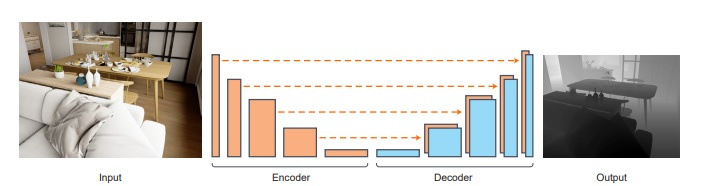 Input
Encoder
Decoder
Output